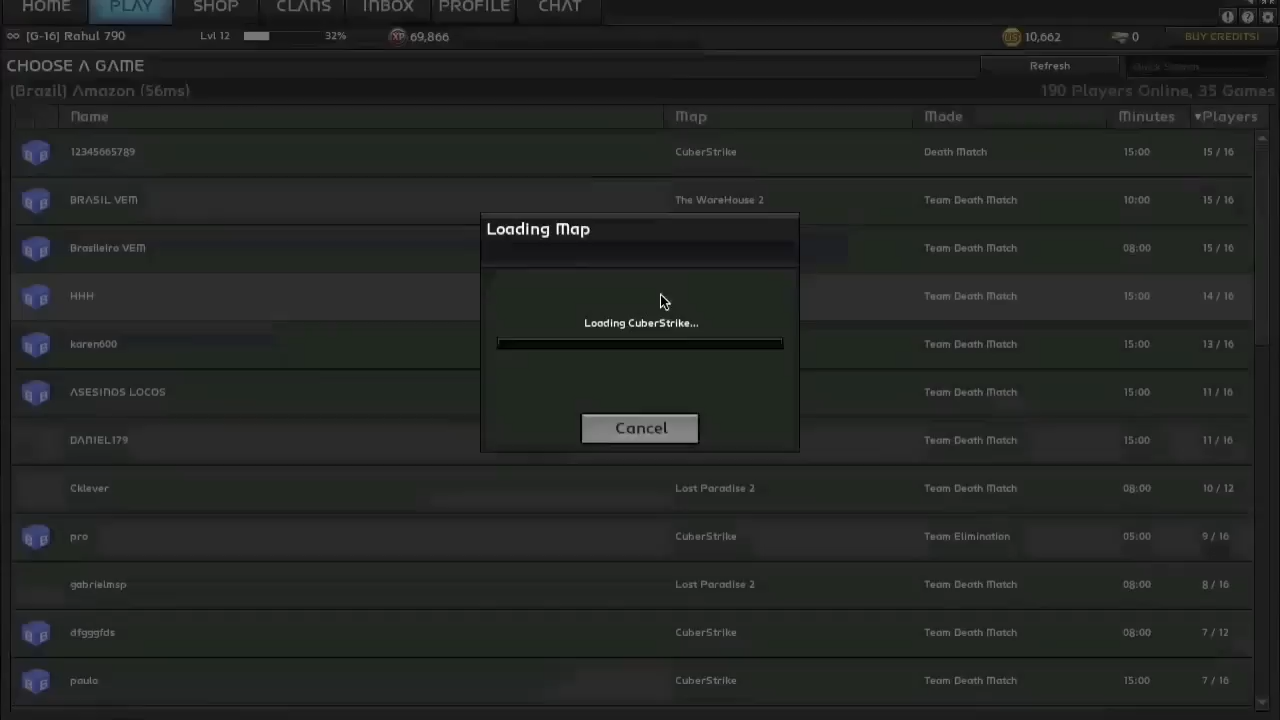 HOME PLAY SHOP CLANS INBOX PROFILE CHAT
[G-16] Rahul 790 Lvl 12 32% XP 69,866 10,662 0 BUY CREDITS!
CHOOSE A GAME Refresh
(Brazil) Amazon (56ms) 190 Players Online, 35 Games
Name Map Mode Minutes ▾Players
12345665789 CuberStrike Death Match 15:00 15 / 16
BRASIL VEM The WareHouse 2 Team Death Match 10:00 15 / 16
Brasileiro VEM Team Death Match 08:00 15 / 16
HHH Team Death Match 15:00 14 / 16
karen600 Team Death Match 15:00 13 / 16
ASESINOS LOCOS Team Death Match 15:00 11 / 16
DANIEL179 Team Death Match 15:00 11 / 16
Cklever Lost Paradise 2 Team Death Match 08:00 10 / 12
pro CuberStrike Team Elimination 05:00 9 / 16
gabrielmsp Lost Paradise 2 Team Death Match 08:00 8 / 16
dfgggfds CuberStrike Team Death Match 08:00 7 / 12
paulo CuberStrike Team Death Match 15:00 7 / 16
Loading Map
Loading CuberStrike...
Cancel